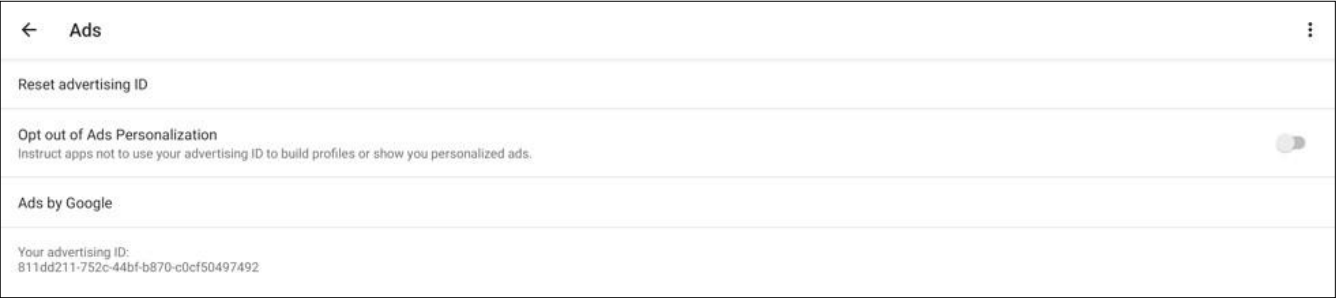 Ads
Reset advertising ID
Opt out of Ads Personalization
Instruct apps not to use your advertising ID to build profiles or show you personalized ads.
Ads by Google
Your advertising ID:
811dd211-752c-44bf-b870-c0cf50497492